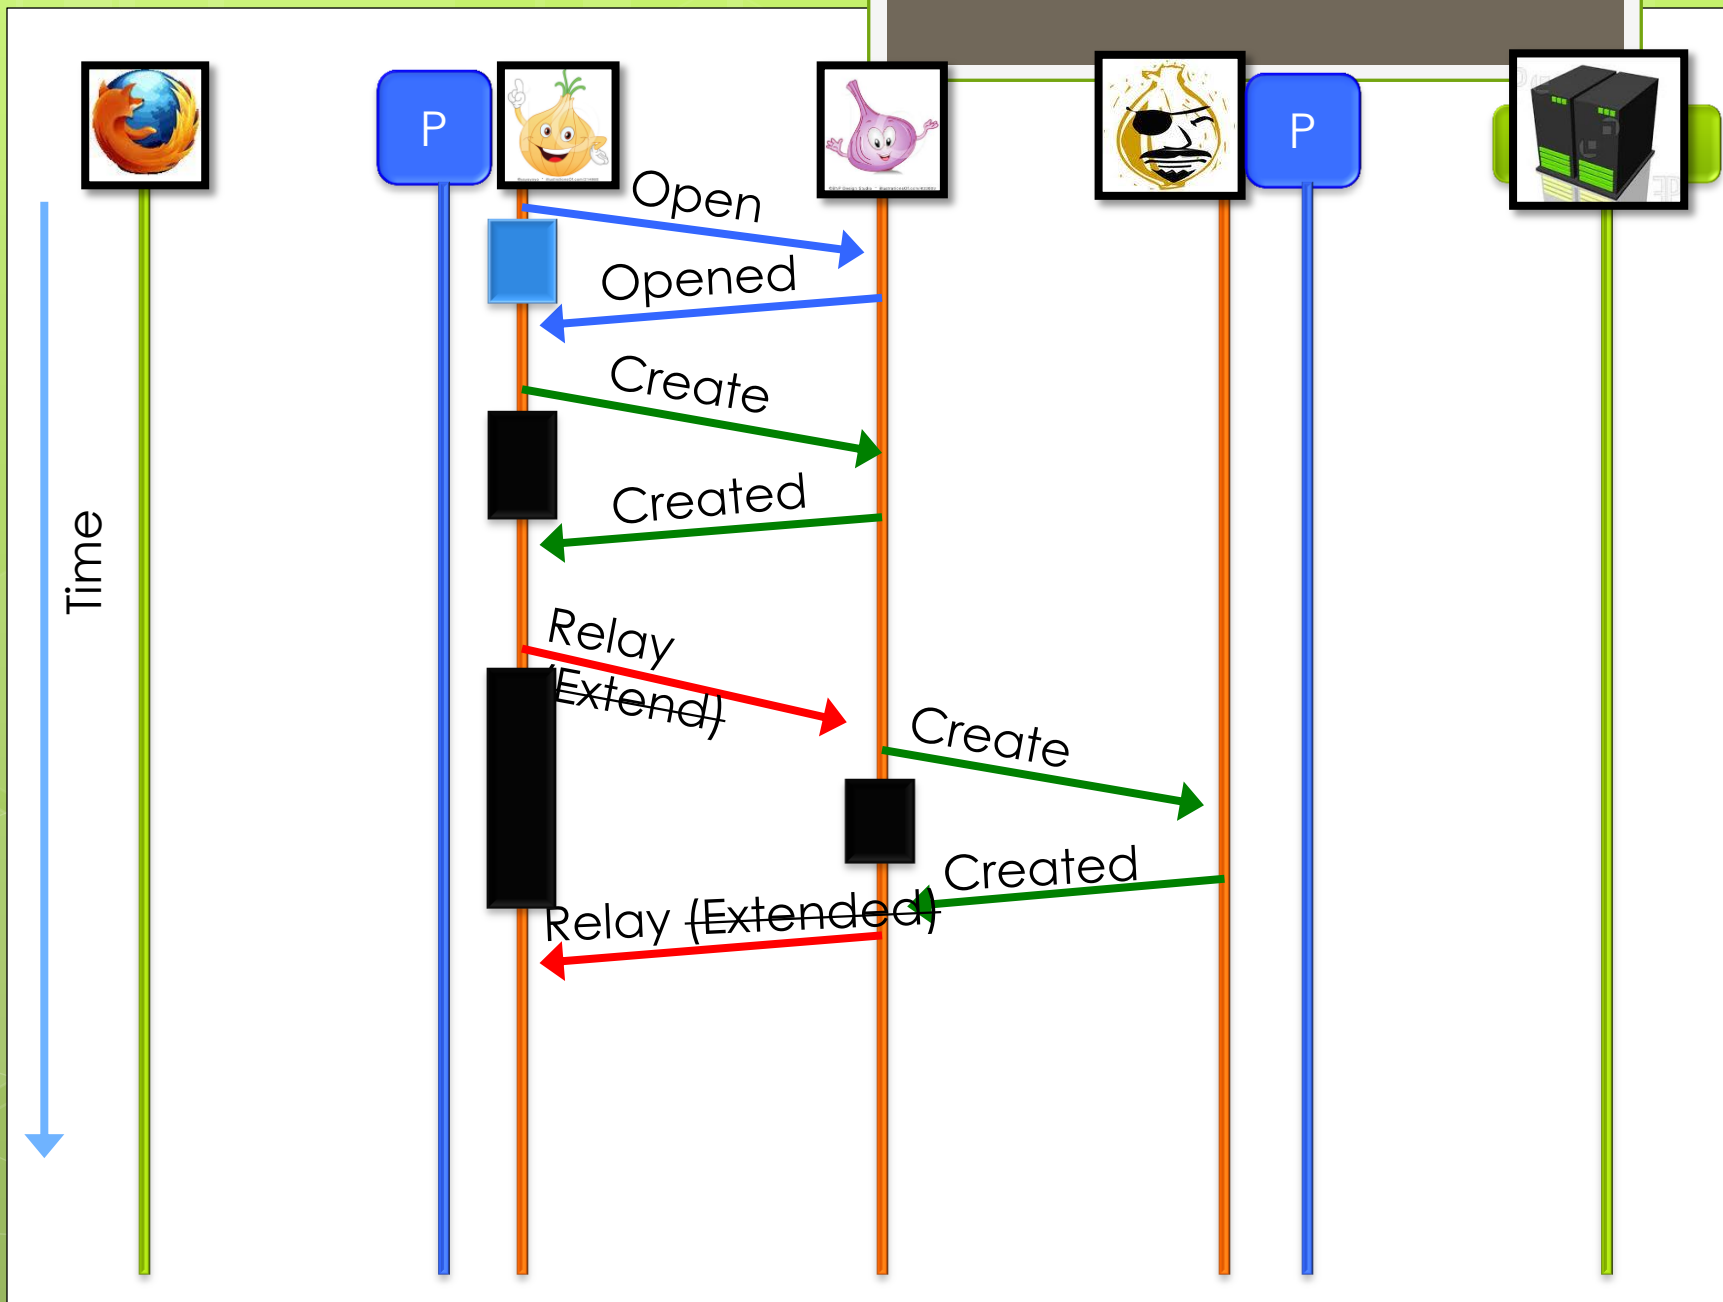 P
P
Open
Opened
Create
Created
Time
Relay
(Extend)
Create
Created
Relay (Extended)